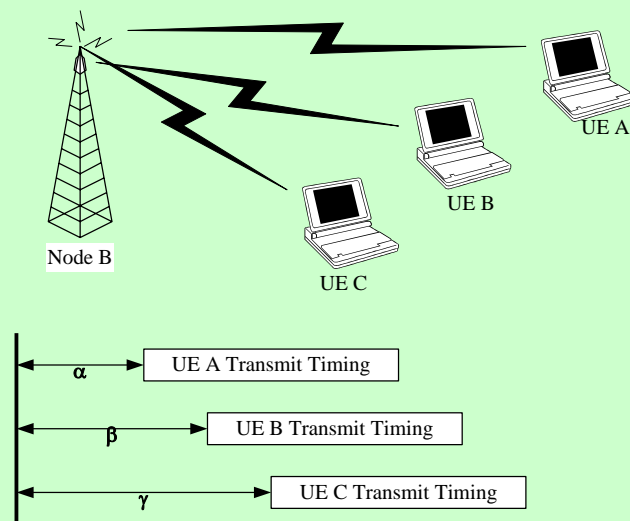 UE A
UE B
Node B
UE C
α
UE A Transmit Timing
β
UE B Transmit Timing
γ
UE C Transmit Timing